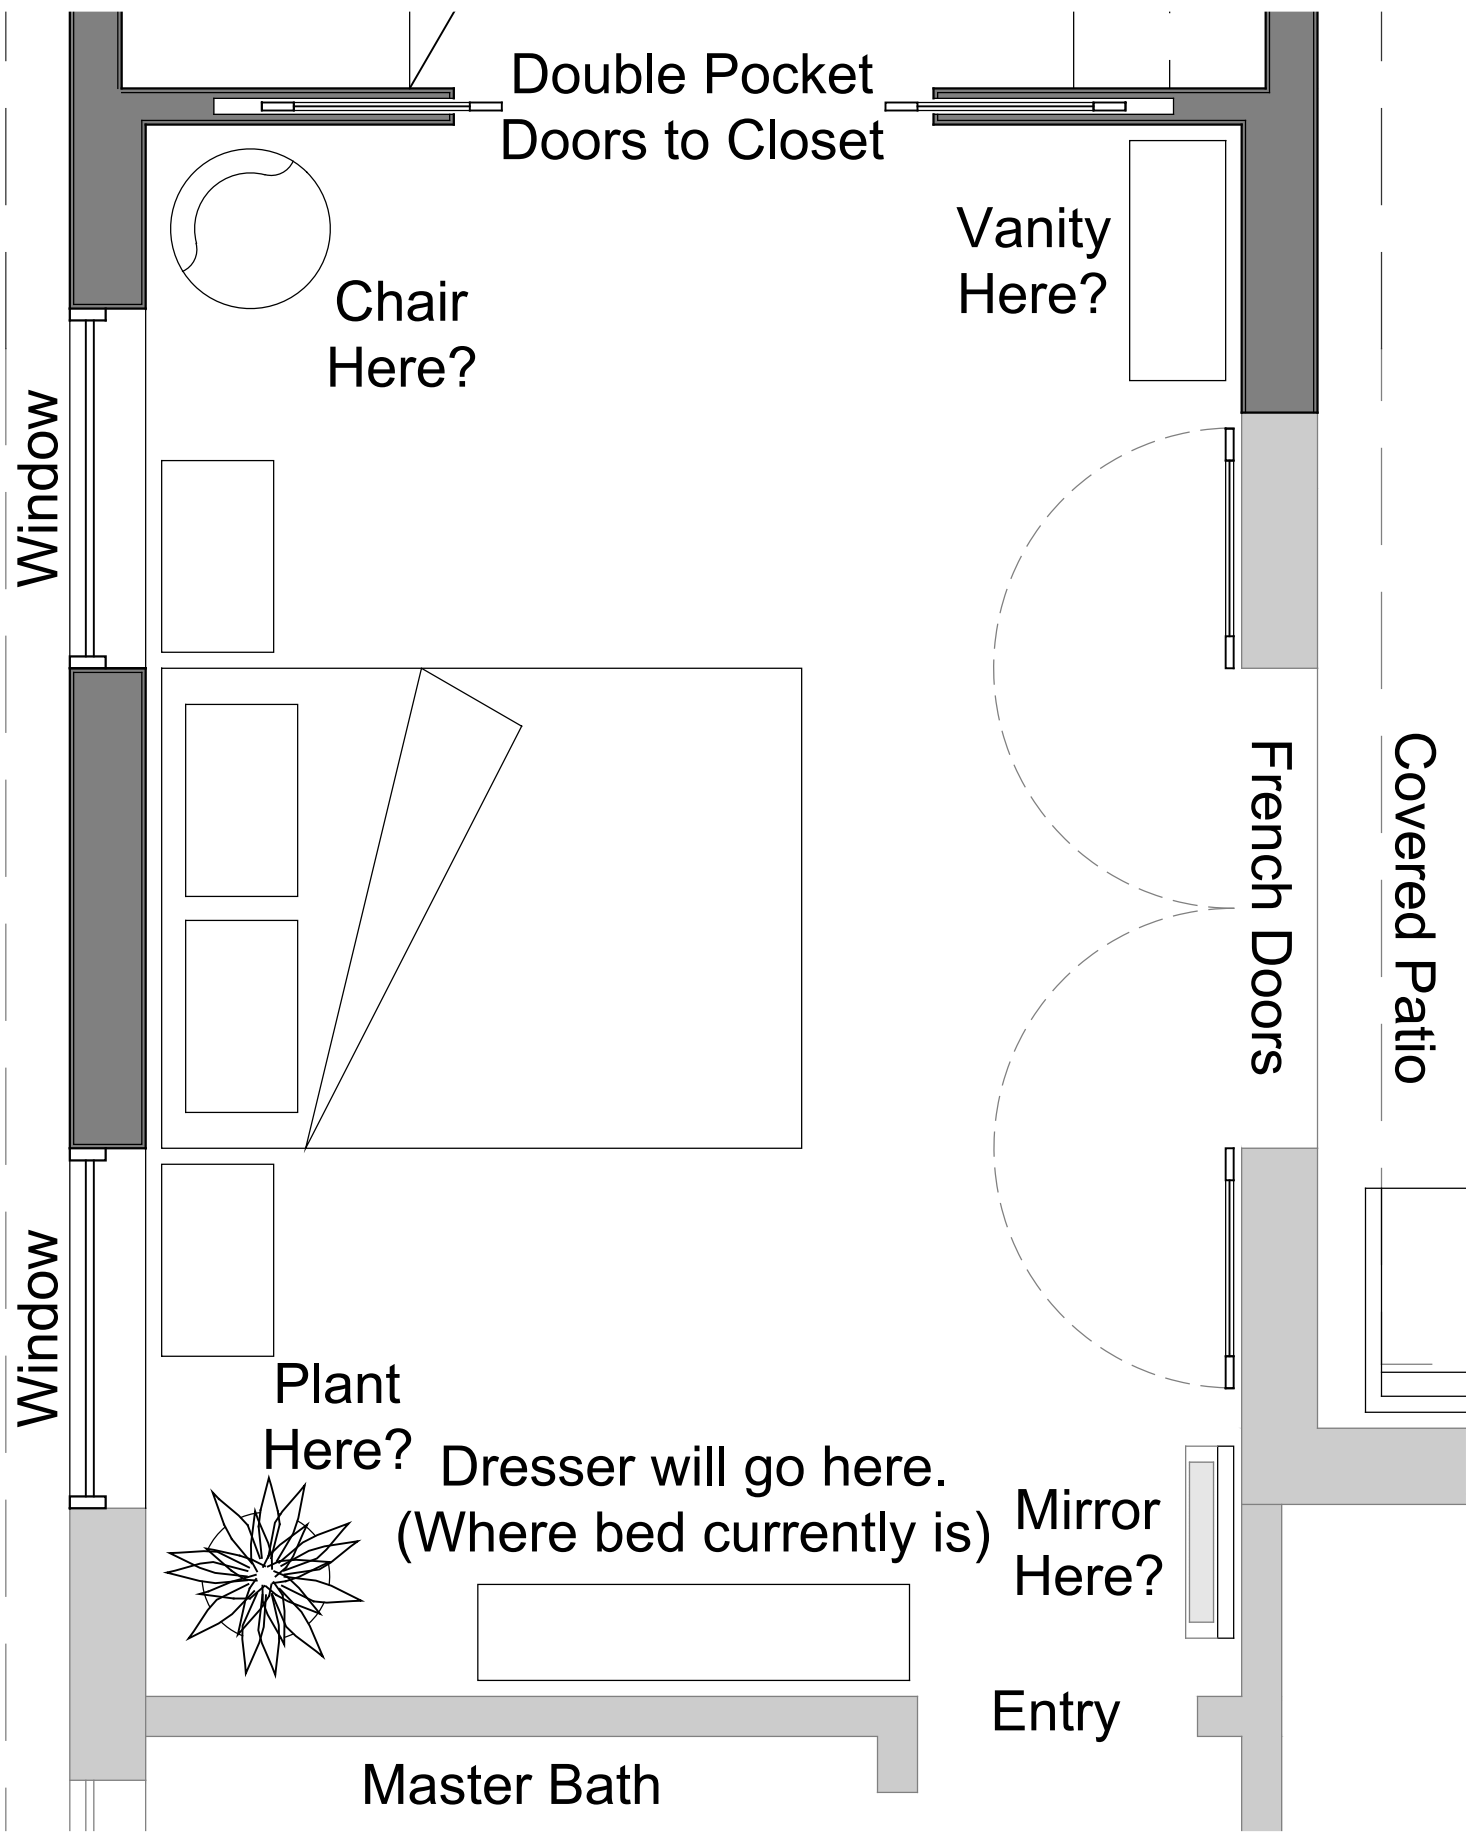 Double Pocket
Doors to Closet
Vanity
Here?
Chair
Here?
Window
French Doors
Covered Patio
Window
Plant
Here?
Dresser will go here.
(Where bed currently is)
Mirror
Here?
Entry
Master Bath